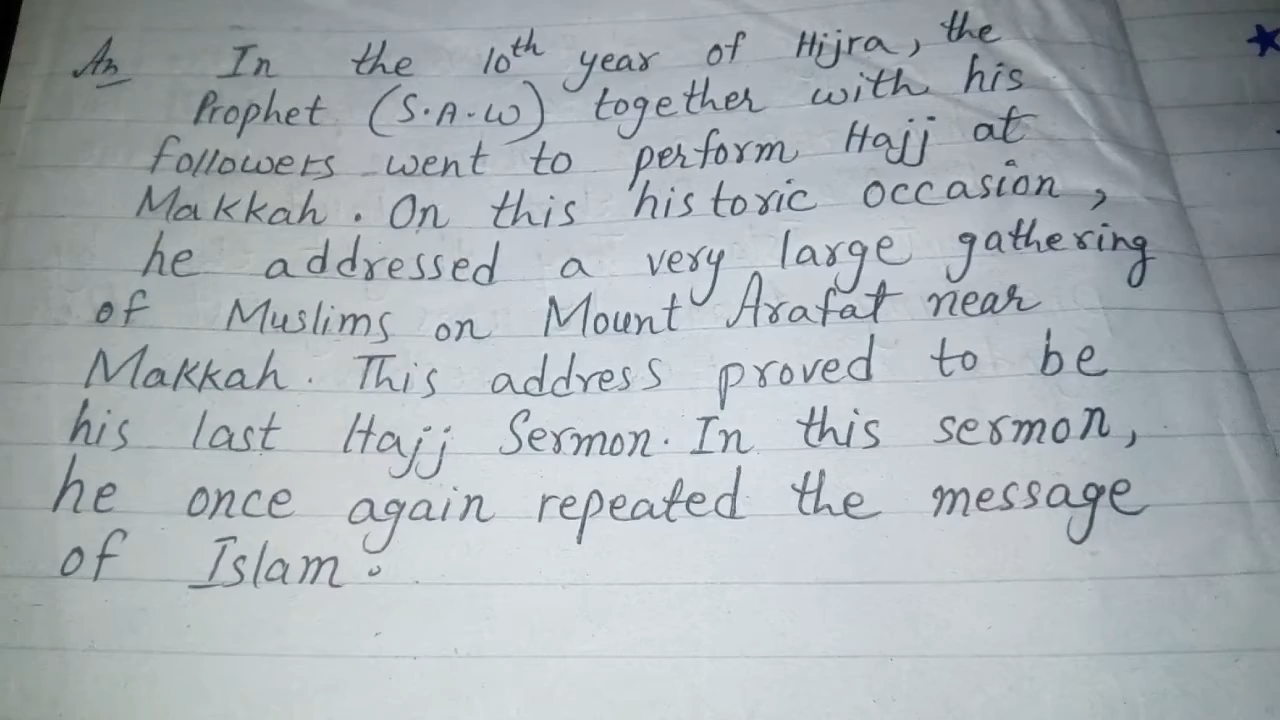 An In the 10th year of Hijra, the
Prophet (S.A.W) together with his
followers went to perform Hajj at
Makkah. On this historic occasion,
he addressed a very large gathering
of Muslims on Mount Arafat near
Makkah. This address proved to be
his last Hajj Sermon. In this sermon,
he once again repeated the message
of Islam.